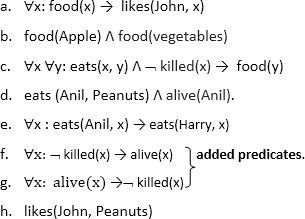 a. ∀x: food(x) → likes(John, x)
b. food(Apple) Λ food(vegetables)
c. ∀x ∀y: eats(x, y) Λ ¬ killed(x) → food(y)
d. eats (Anil, Peanuts) Λ alive(Anil).
e. ∀x : eats(Anil, x) → eats(Harry, x)
f. ∀x: ¬ killed(x) → alive(x) added predicates.
g. ∀x: alive(x) →¬ killed(x)
h. likes(John, Peanuts)